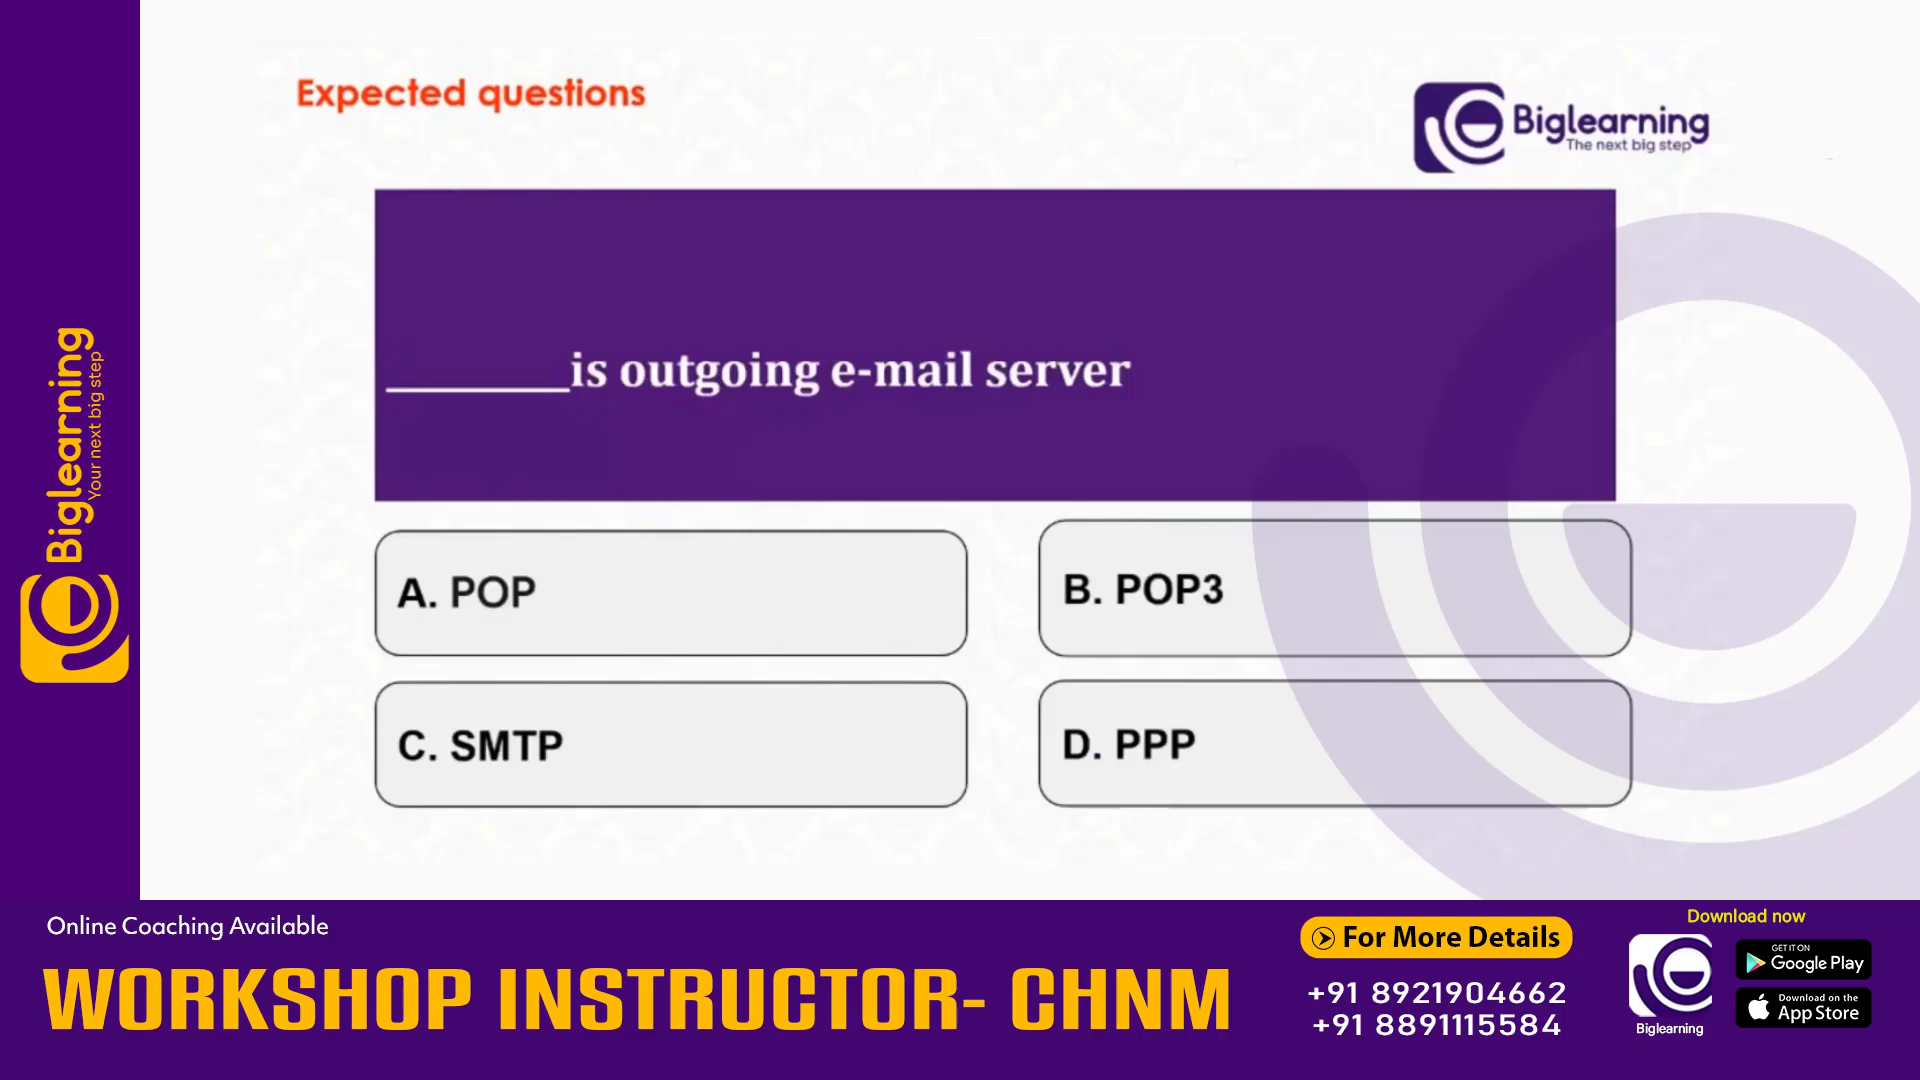 Expected questions
Biglearning
The next big step
________is outgoing e-mail server
A. POP
B. POP3
C. SMTP
D. PPP
Biglearning
Your next big step
Online Coaching Available
WORKSHOP INSTRUCTOR- CHNM
For More Details
+91 8921904662
+91 8891115584
Download now
Biglearning
GET IT ON
Google Play
Download on the
App Store